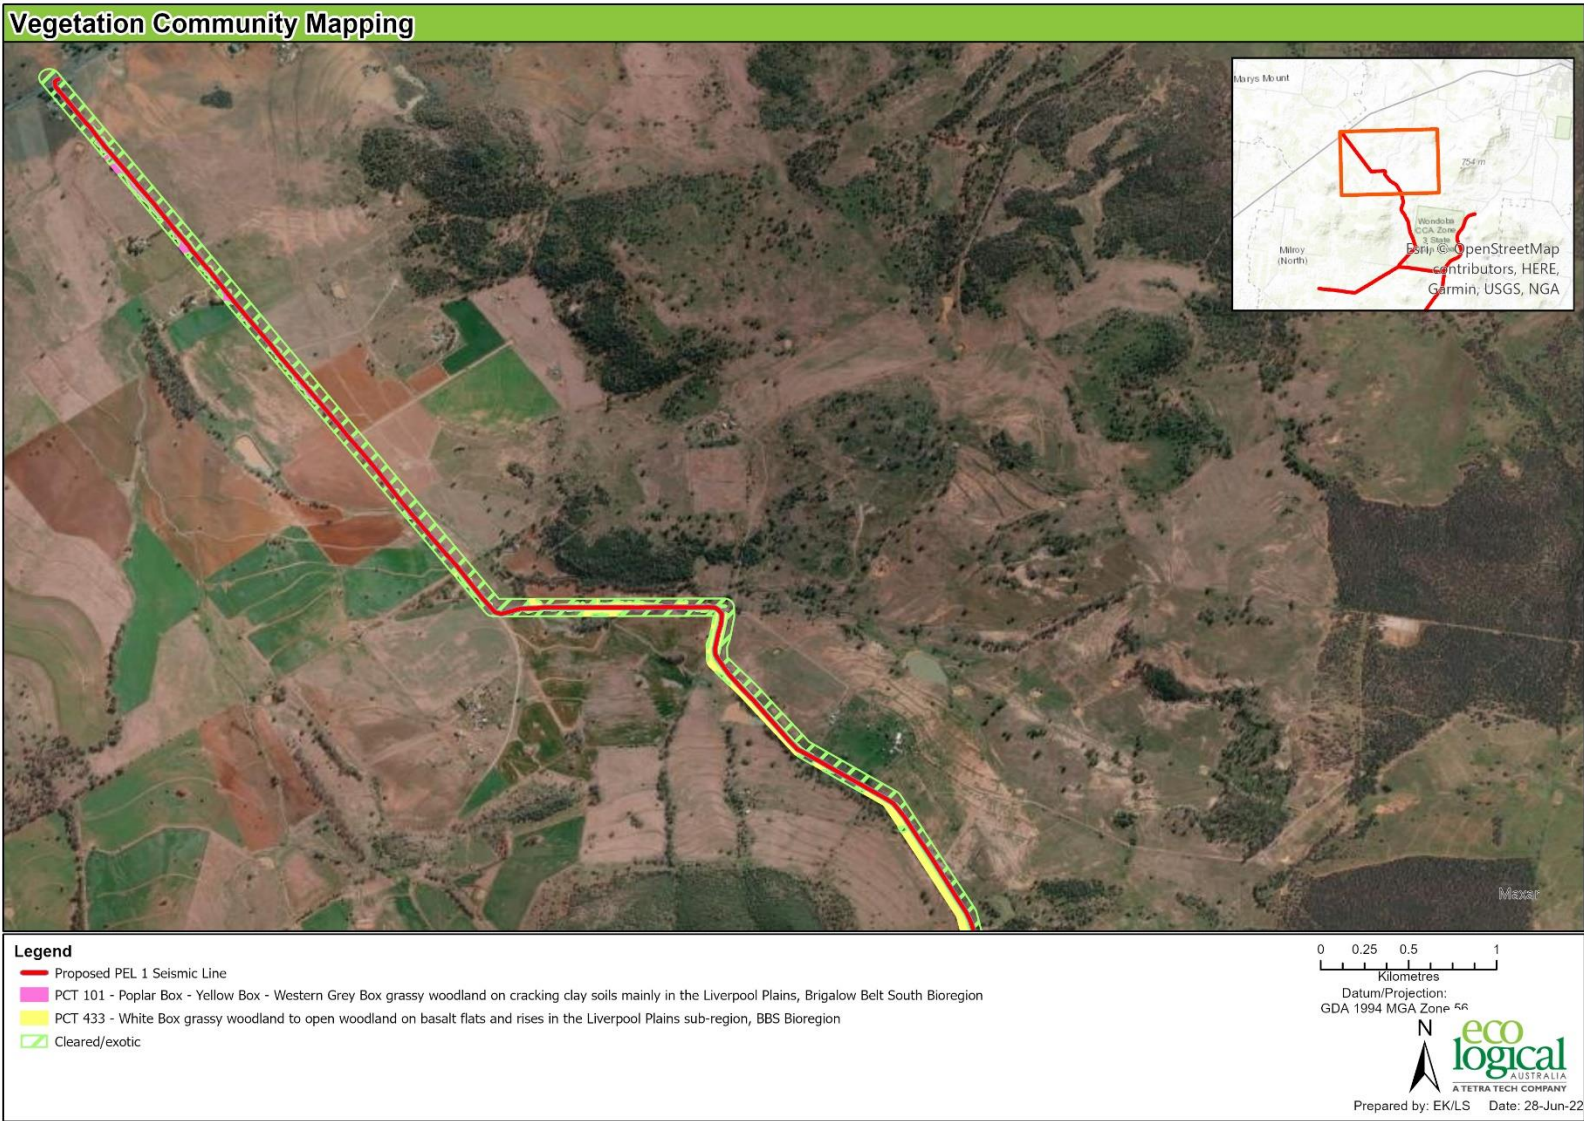 Vegetation Community Mapping
Marys Mount
754 m
Wondoba
CCA Zone
3 State
Milroy
(North)
Esri, © OpenStreetMap
contributors, HERE,
Garmin, USGS, NGA
Maxar
Legend
Proposed PEL 1 Seismic Line
PCT 101 - Poplar Box - Yellow Box - Western Grey Box grassy woodland on cracking clay soils mainly in the Liverpool Plains, Brigalow Belt South Bioregion
PCT 433 - White Box grassy woodland to open woodland on basalt flats and rises in the Liverpool Plains sub-region, BBS Bioregion
Cleared/exotic
0 0.25 0.5 1
Kilometres
Datum/Projection:
GDA 1994 MGA Zone 56
N
eco
logical
AUSTRALIA
A TETRA TECH COMPANY
Prepared by: EK/LS Date: 28-Jun-22